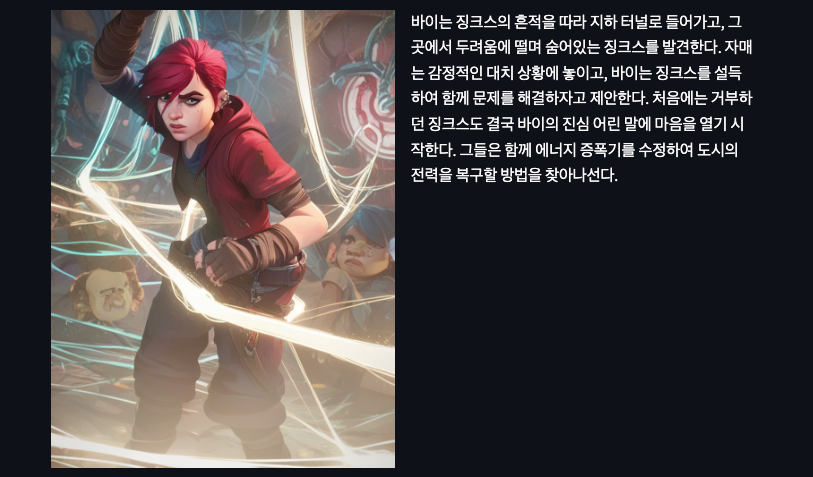 바이는 징크스의 흔적을 따라 지하 터널로 들어가고, 그
곳에서 두려움에 떨며 숨어있는 징크스를 발견한다. 자매
는 감정적인 대치 상황에 놓이고, 바이는 징크스를 설득
하여 함께 문제를 해결하자고 제안한다. 처음에는 거부하
던 징크스도 결국 바이의 진심 어린 말에 마음을 열기 시
작한다. 그들은 함께 에너지 증폭기를 수정하여 도시의
전력을 복구할 방법을 찾아나선다.